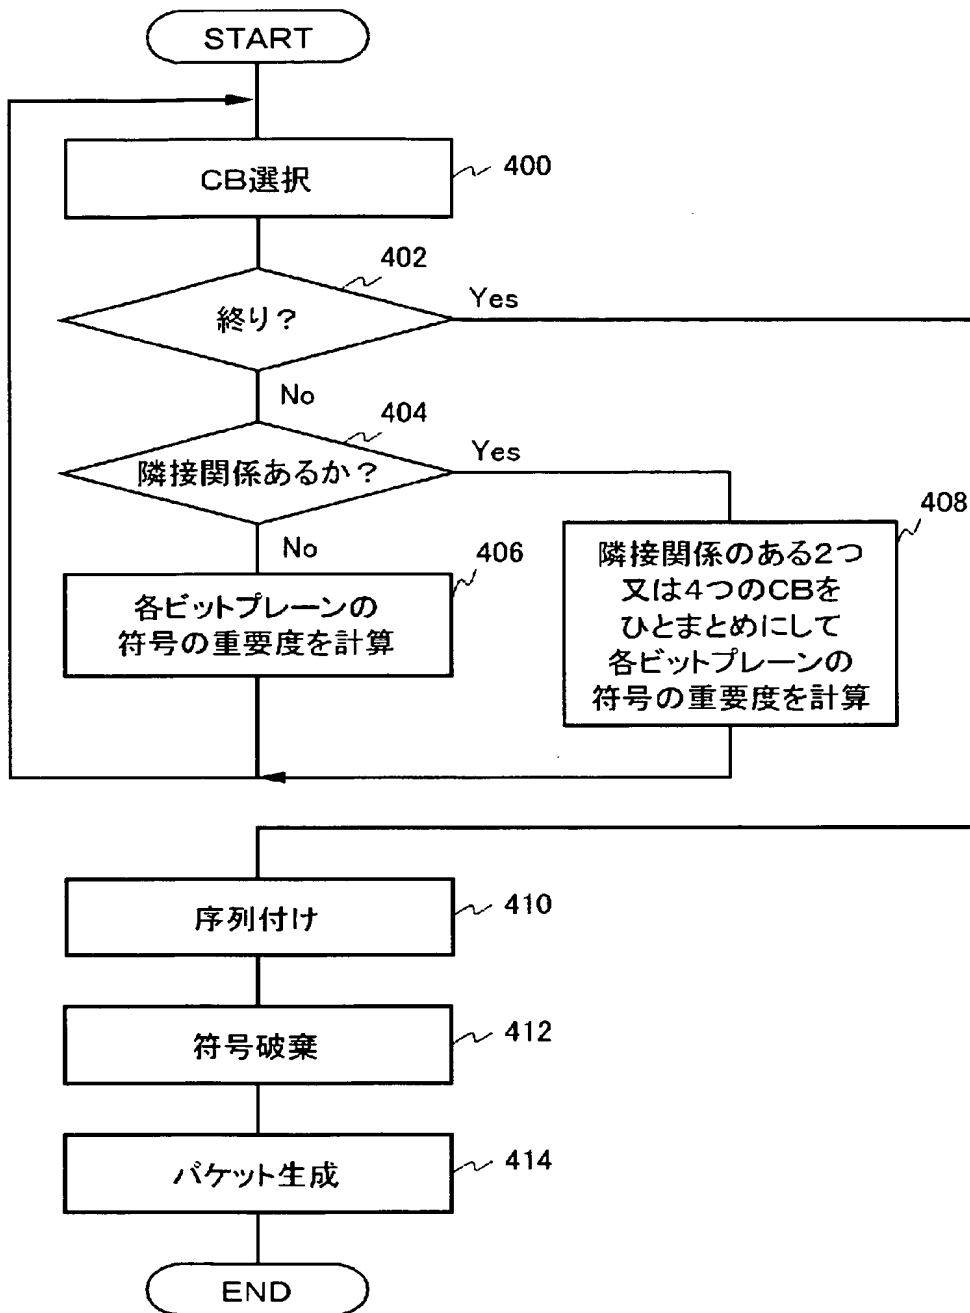 START
CB選択
400
402
終り?
Yes
No
404
隣接関係あるか?
Yes
No
406
各ビットプレーンの
符号の重要度を計算
408
隣接関係のある2つ
又は4つのCBを
ひとまとめにして
各ビットプレーンの
符号の重要度を計算
序列付け
410
符号破棄
412
パケット生成
414
END